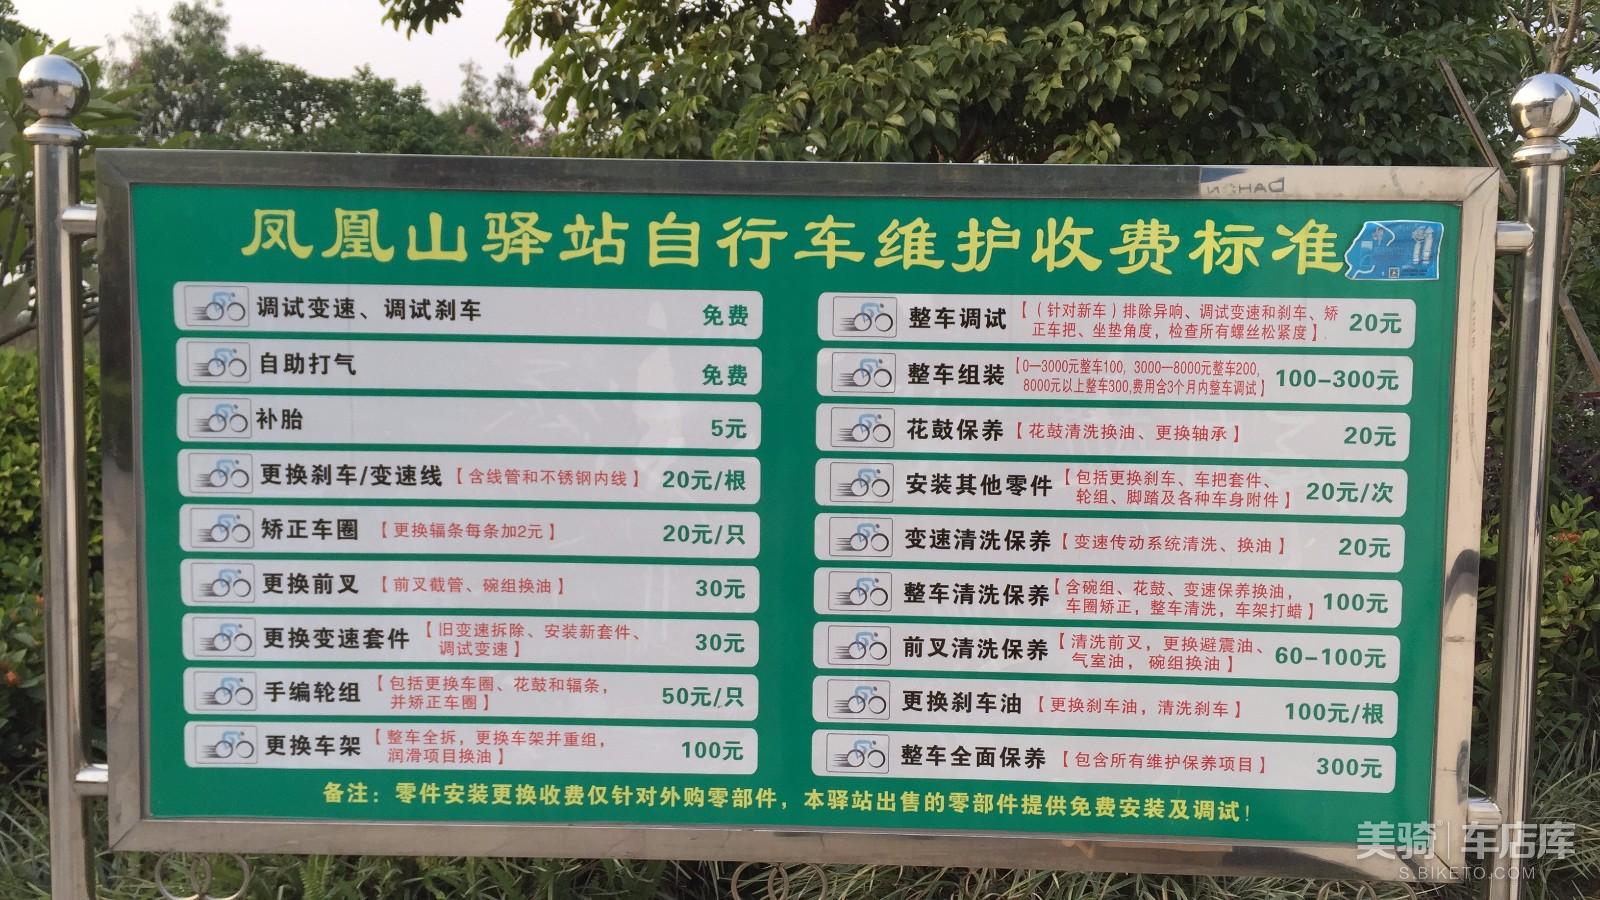 DAHON
凤凰山驿站自行车维护收费标准
调试变速、调试刹车 免费
自助打气 免费
补胎 5元
更换刹车/变速线 【含线管和不锈钢内线】 20元/根
矫正车圈 【更换辐条每条加2元】 20元/只
更换前叉 【前叉截管、碗组换油】 30元
更换变速套件 【旧变速拆除、安装新套件、
调试变速】 30元
手编轮组 【包括更换车圈、花鼓和辐条，
并矫正车圈】 50元/只
更换车架 【整车全拆，更换车架并重组，
润滑项目换油】 100元
整车调试 【（针对新车）排除异响、调试变速和刹车、矫
正车把、坐垫角度，检查所有螺丝松紧度】 20元
整车组装 【0—3000元整车100，3000—8000元整车200，
8000元以上整车300,费用含3个月内整车调试】 100-300元
花鼓保养 【花鼓清洗换油、更换轴承】 20元
安装其他零件 【包括更换刹车、车把套件、
轮组、脚踏及各种车身附件】 20元/次
变速清洗保养 【变速传动系统清洗、换油】 20元
整车清洗保养 【含碗组、花鼓、变速保养换油，
车圈矫正，整车清洗，车架打蜡】 100元
前叉清洗保养 【清洗前叉，更换避震油、
气室油，碗组换油】 60-100元
更换刹车油 【更换刹车油，清洗刹车】 100元/根
整车全面保养 【包含所有维护保养项目】 300元
备注：零件安装更换收费仅针对外购零部件，本驿站出售的零部件提供免费安装及调试！
美骑|车店库
S.BIKETO.COM